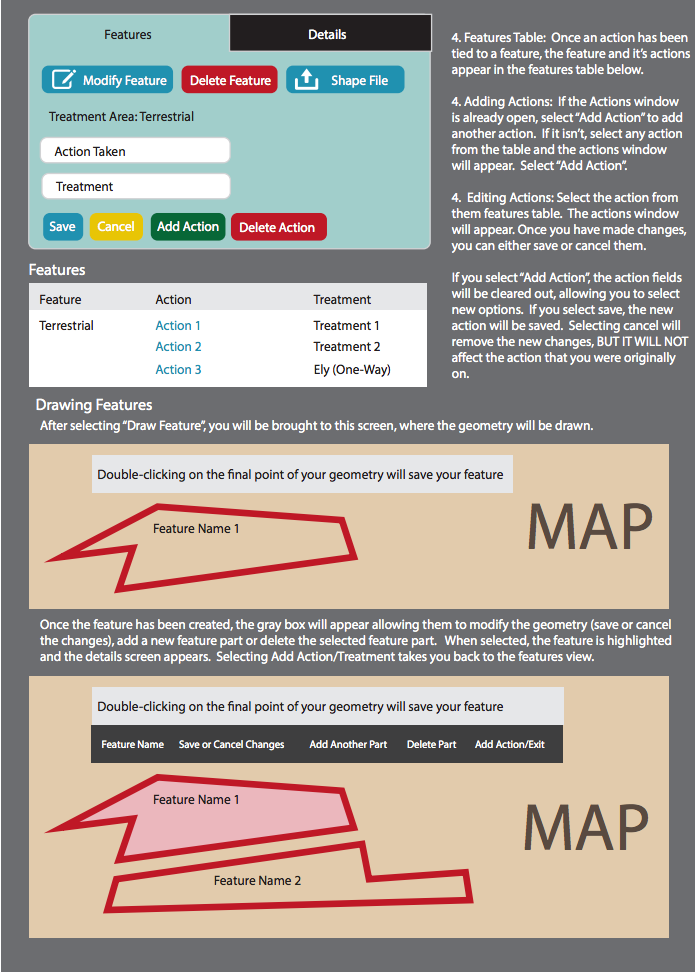 Features
Details
Modify Feature
Delete Feature
Shape File
Treatment Area: Terrestrial
Action Taken
Treatment
Save
Cancel
Add Action
Delete Action
4. Features Table:  Once an action has been
tied to a feature, the feature and it's actions
appear in the features table below.
4. Adding Actions:  If the Actions window
is already open, select "Add Action" to add
another action.  If it isn't, select any action
from the table and the actions window
will appear.  Select "Add Action".
4.  Editing Actions: Select the action from
them features table.  The actions window
will appear. Once you have made changes,
you can either save or cancel them.
If you select "Add Action", the action fields
will be cleared out, allowing you to select
new options.  If you select save, the new
action will be saved.  Selecting cancel will
remove the new changes, BUT IT WILL NOT
affect the action that you were originally
on.
Features
Feature Action Treatment
Terrestrial Action 1 Treatment 1
Action 2 Treatment 2
Action 3 Ely (One-Way)
Drawing Features
After selecting "Draw Feature", you will be brought to this screen, where the geometry will be drawn.
Double-clicking on the final point of your geometry will save your feature
Feature Name 1
MAP
Once the feature has been created, the gray box will appear allowing them to modify the geometry (save or cancel
the changes), add a new feature part or delete the selected feature part.   When selected, the feature is highlighted
and the details screen appears.  Selecting Add Action/Treatment takes you back to the features view.
Double-clicking on the final point of your geometry will save your feature
Feature Name Save or Cancel Changes Add Another Part Delete Part Add Action/Exit
Feature Name 1
MAP
Feature Name 2